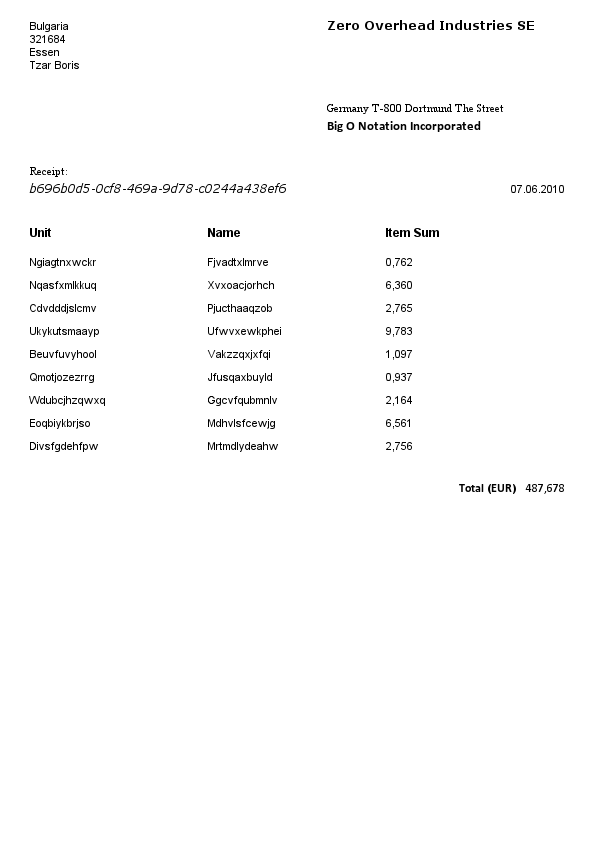 Bulgaria
321684
Essen
Tzar Boris
Zero Overhead Industries SE
Germany T-800 Dortmund The Street
Big O Notation Incorporated
Receipt:
b696b0d5-0cf8-469a-9d78-c0244a438ef6 07.06.2010
Unit Name Item Sum
Ngiagtnxwckr Fjvadtxlmrve 0,762
Nqasfxmlkkuq Xvxoacjorhch 6,360
Cdvdddjslcmv Pjucthaaqzob 2,765
Ukykutsmaayp Ufwvxewkphei 9,783
Beuvfuvyhool Vakzzqxjxfqi 1,097
Qmotjozezrrg Jfusqaxbuyld 0,937
Wdubcjhzqwxq Ggcvfqubmnlv 2,164
Eoqbiykbrjso Mdhvlsfcewjg 6,561
Divsfgdehfpw Mrtmdlydeahw 2,756
Total (EUR) 487,678